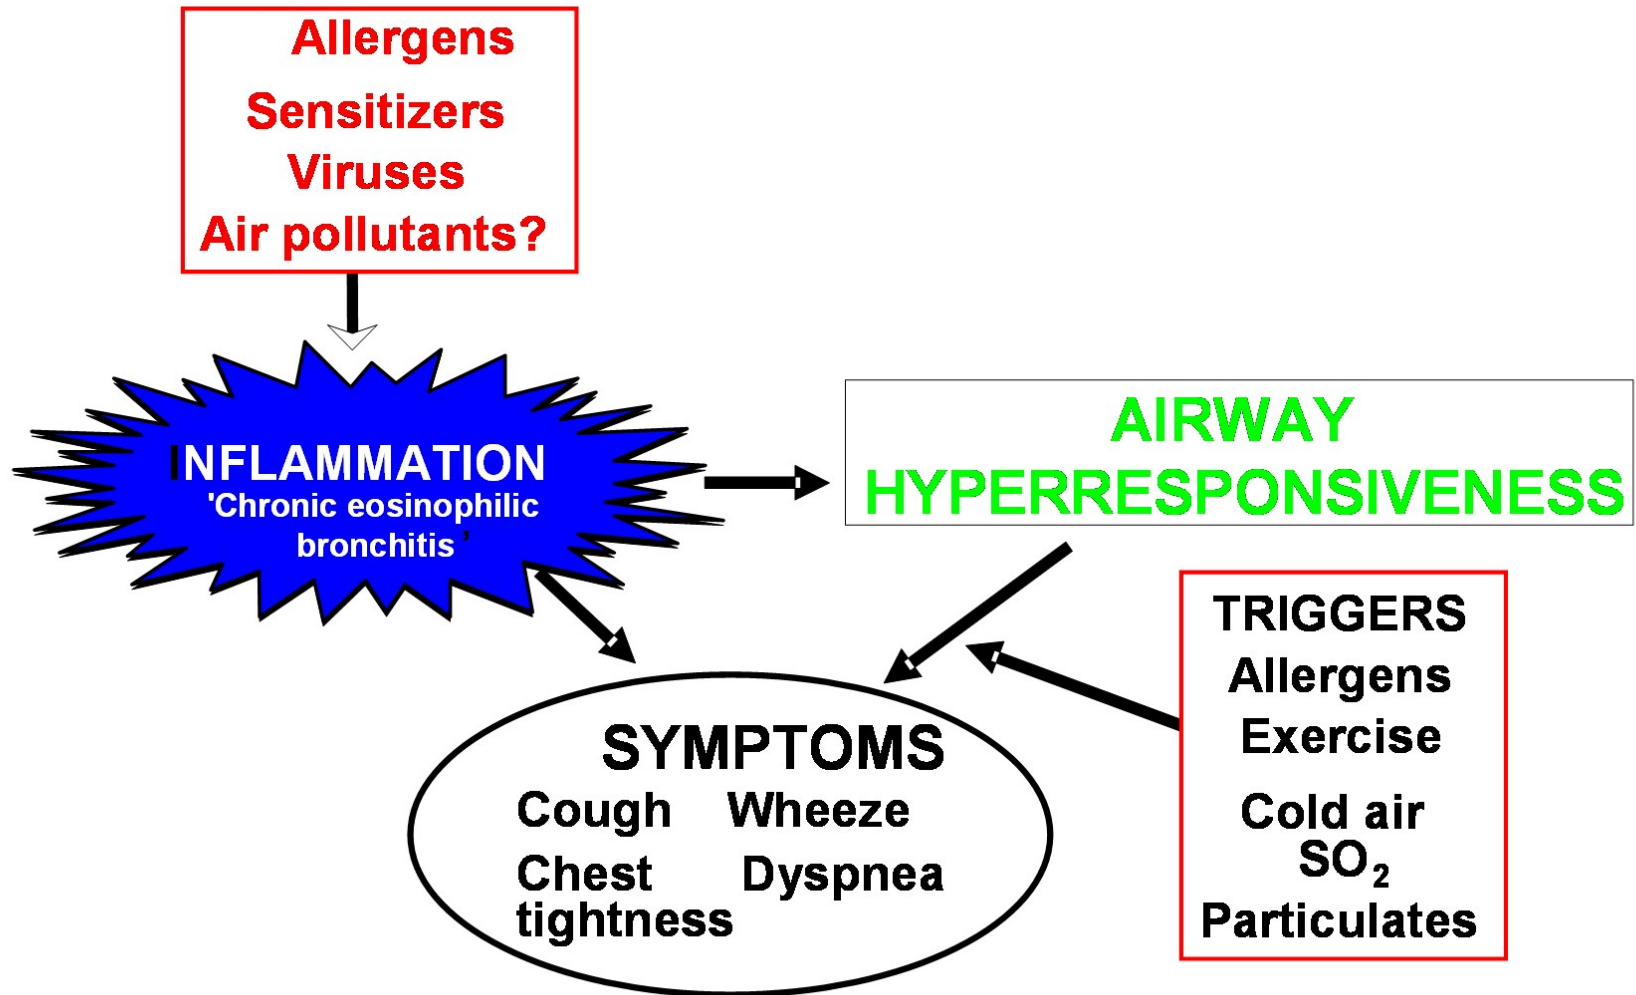 Allergens
Sensitizers
Viruses
Air pollutants?
INFLAMMATION
'Chronic eosinophilic
bronchitis ’
AIRWAY
HYPERRESPONSIVENESS
TRIGGERS
Allergens
Exercise
Cold air
SO₂
Particulates
SYMPTOMS
Cough Wheeze
Chest Dyspnea
tightness